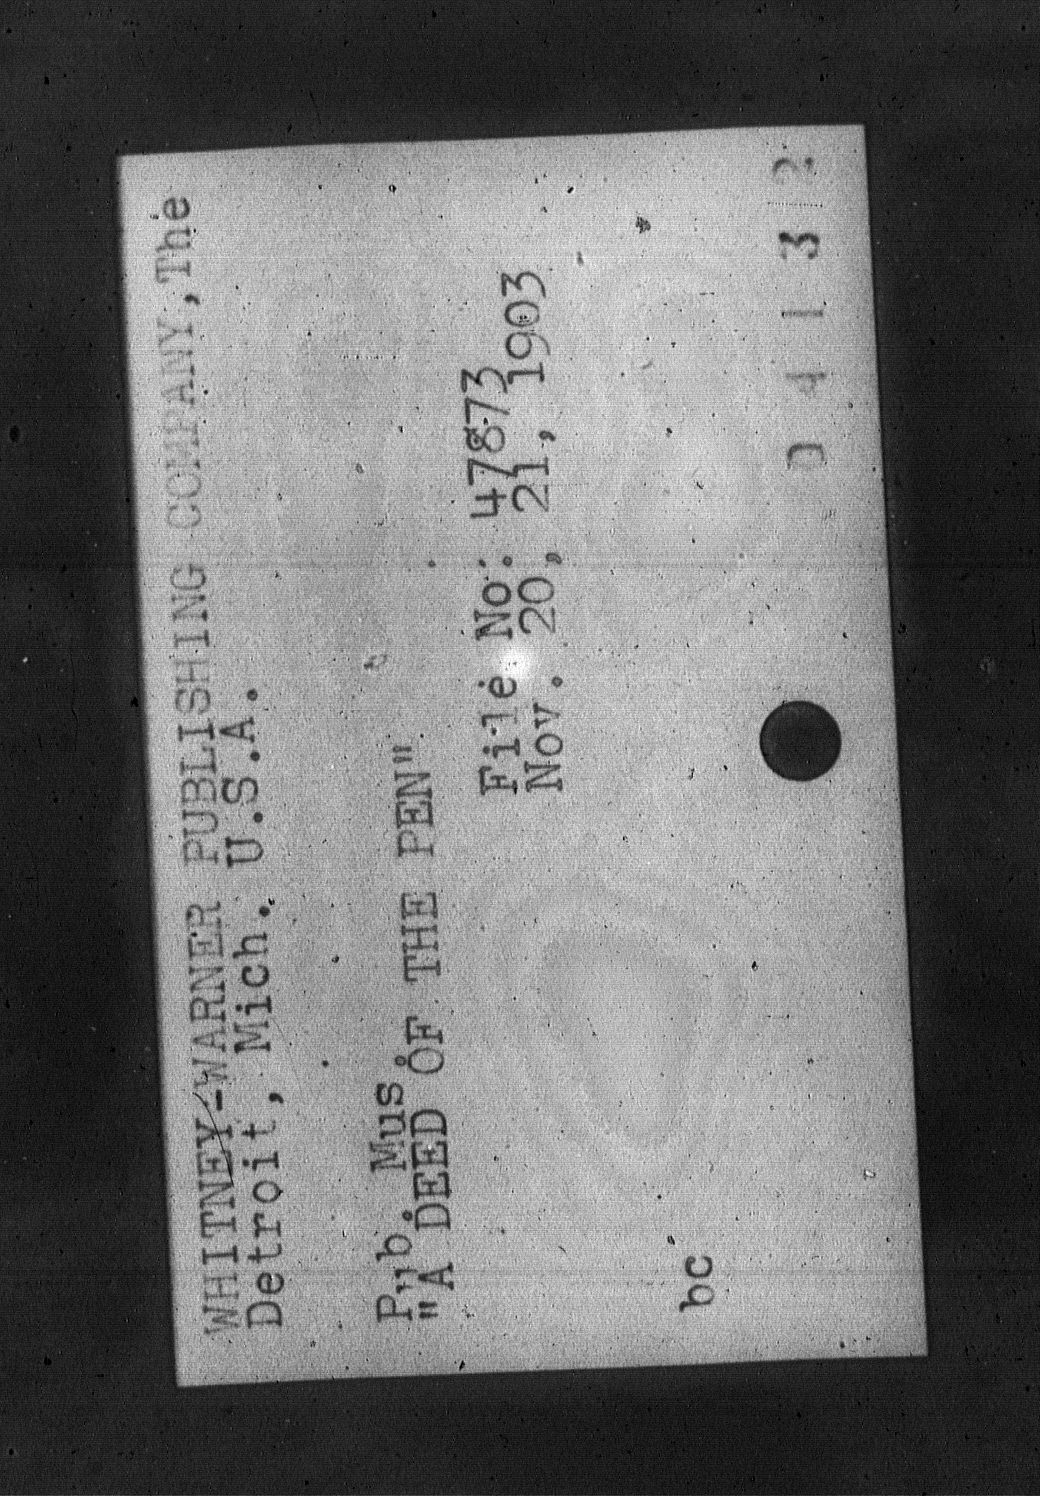 WHITNEY-WARNER PUBLISHING COMPANY,The
Detroit, Mich. U.S.A.
Pub. Mus.
"A DEED OF THE PEN"
File No. 47873
Nov. 20, 21, 1903
bc
0 4 1 3 2